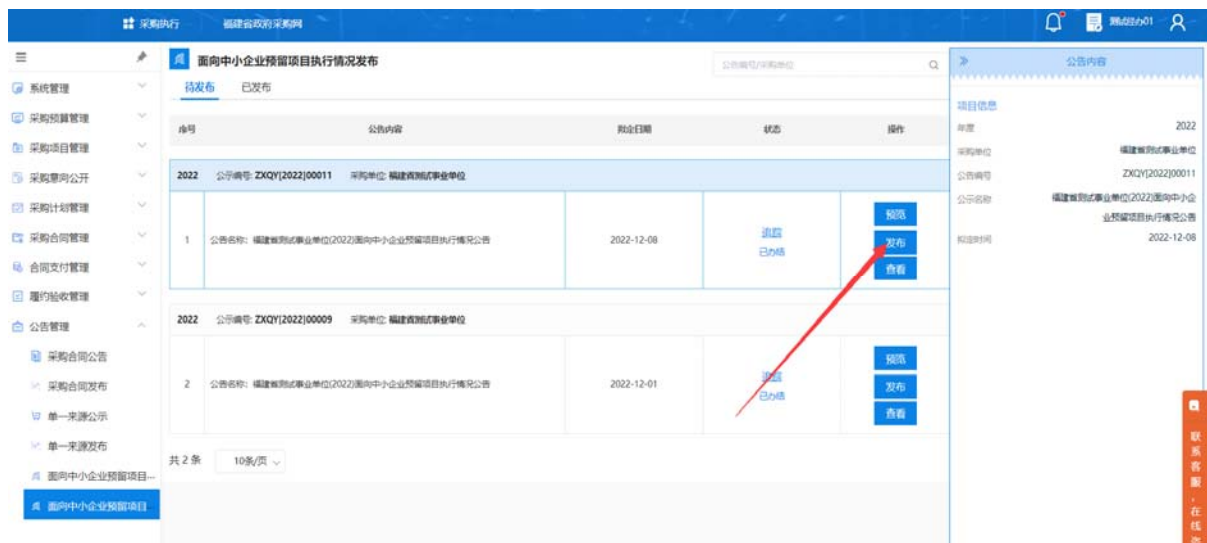 采购执行 福建省政府采购网 测试经办01
系统管理
采购预算管理
采购项目管理
采购意向公开
采购计划管理
采购合同管理
合同支付管理
履约验收管理
公告管理
采购合同公告
采购合同发布
单一来源公示
单一来源发布
面向中小企业预留项目...
面向中小企业预留项目
面向中小企业预留项目执行情况发布 公告编号/采购单位
待发布 已发布
序号 公告内容 拟企日期 状态 操作
2022 公示编号: ZXQY[2022]00011 采购单位: 福建省测试事业单位
1 公告名称：福建省测试事业单位(2022)面向中小企业预留项目执行情况公告 2022-12-08 追踪 已办结 预览 发布 查看
2022 公示编号: ZXQY[2022]00009 采购单位: 福建省测试事业单位
2 公告名称：福建省测试事业单位(2022)面向中小企业预留项目执行情况公告 2022-12-01 追踪 已办结 预览 发布 查看
共 2 条 10条/页
公告内容
项目信息
年度 2022
采购单位 福建省测试事业单位
公告编号 ZXQY[2022]00011
公示名称 福建省测试事业单位(2022)面向中小企
业预留项目执行情况公告
拟定时间 2022-12-08
联系客服，在线